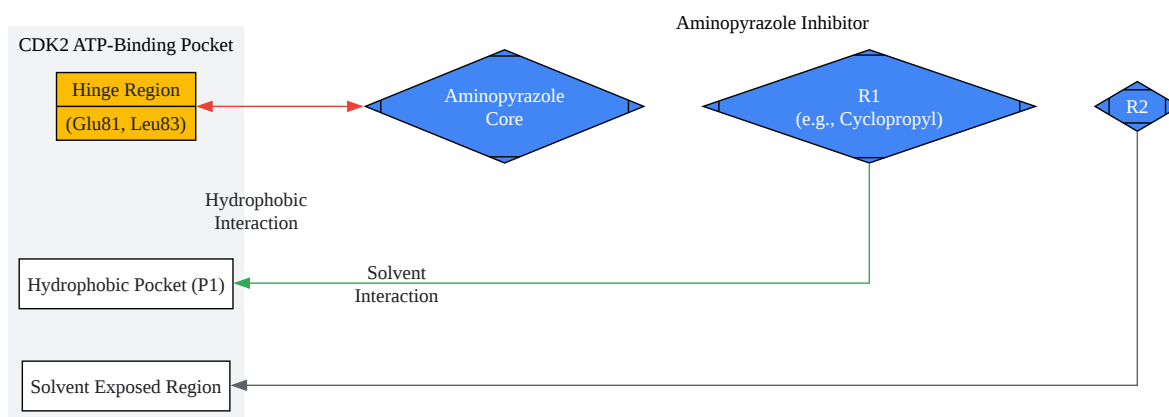 Aminopyrazole Inhibitor
CDK2 ATP-Binding Pocket
Hinge Region
(Glu81, Leu83)
Aminopyrazole
Core
R1
(e.g., Cyclopropyl)
R2
Hydrophobic
Interaction
Hydrophobic Pocket (P1)
Solvent
Interaction
Solvent Exposed Region